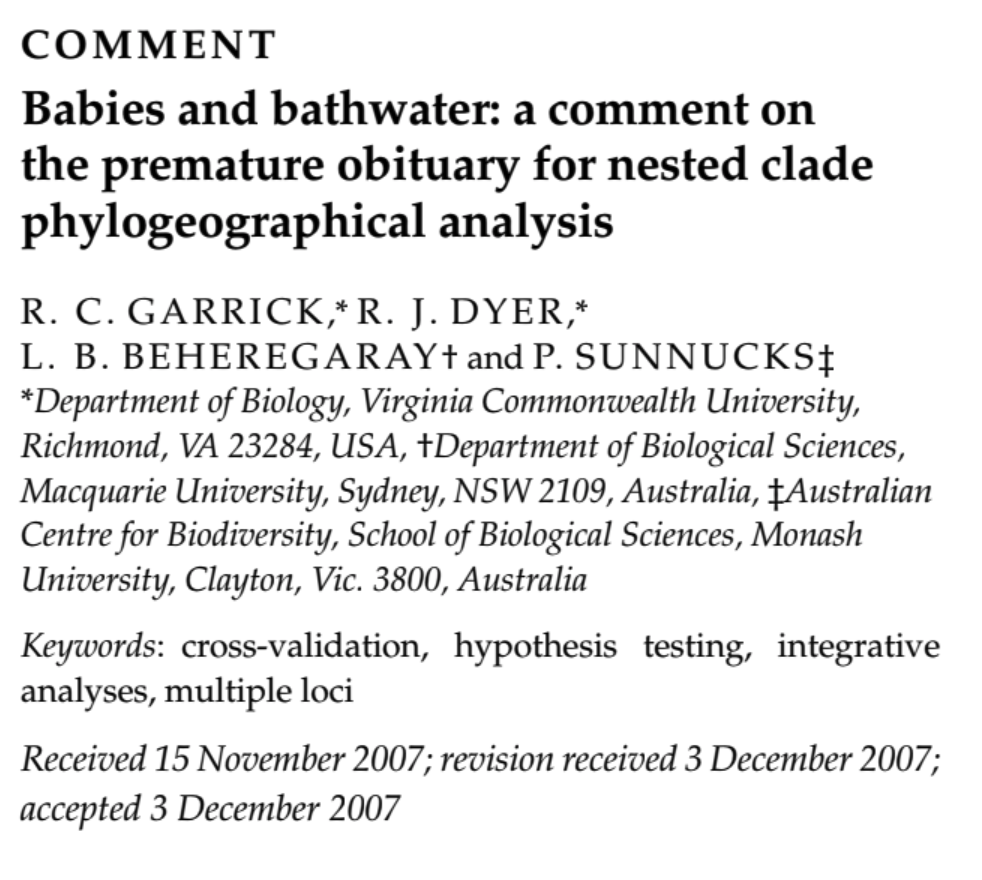 COMMENT
Babies and bathwater: a comment on
the premature obituary for nested clade
phylogeographical analysis
R. C. GARRICK,* R. J. DYER,*
L. B. BEHEREGARAY† and P. SUNNUCKS‡
*Department of Biology, Virginia Commonwealth University,
Richmond, VA 23284, USA, †Department of Biological Sciences,
Macquarie University, Sydney, NSW 2109, Australia, ‡Australian
Centre for Biodiversity, School of Biological Sciences, Monash
University, Clayton, Vic. 3800, Australia
Keywords: cross-validation, hypothesis testing, integrative
analyses, multiple loci
Received 15 November 2007; revision received 3 December 2007;
accepted 3 December 2007